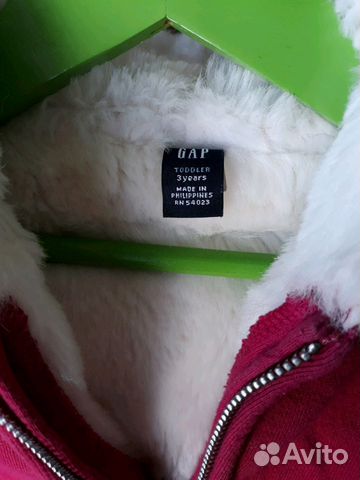 GAP
TODDLER
3 years
MADE IN
PHILIPPINES
RN 54023
Avito